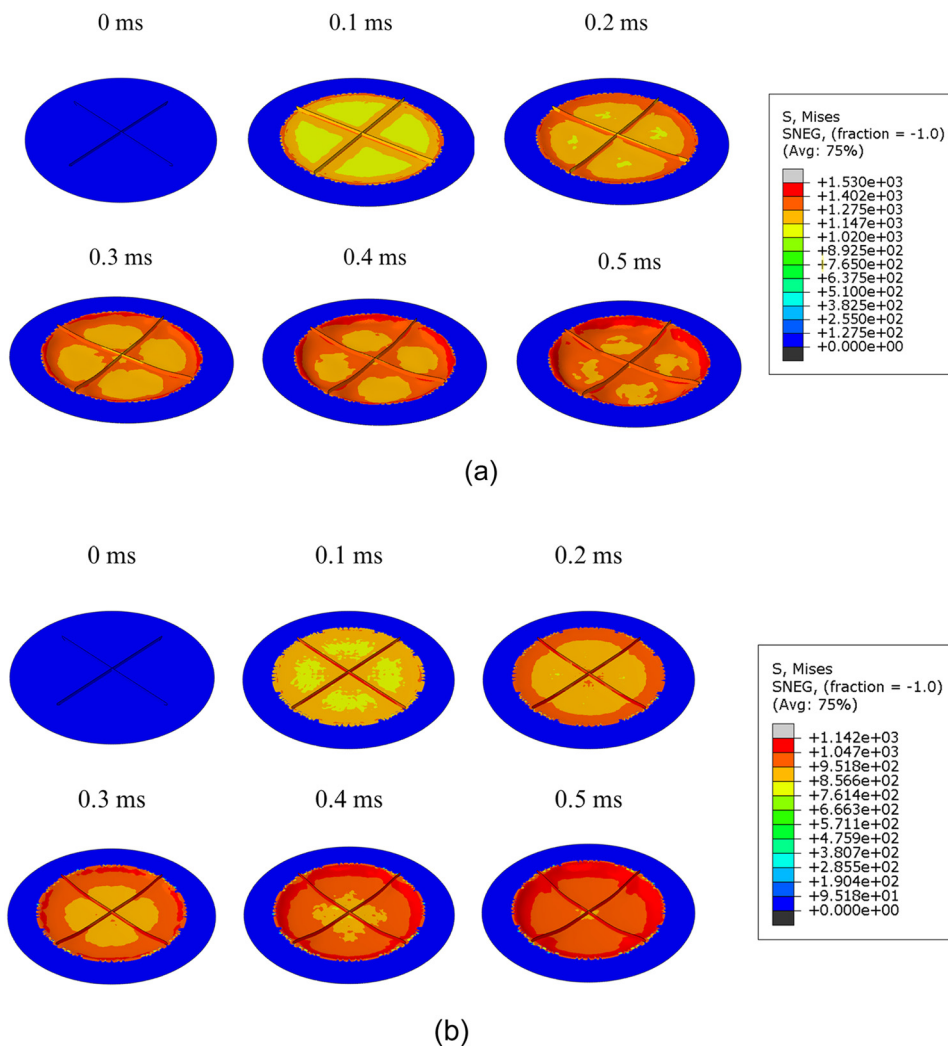 0 ms
0.1 ms
0.2 ms
S, Mises
SNEG, (fraction = -1.0)
(Avg: 75%)
+1.530e+03
+1.402e+03
+1.275e+03
+1.147e+03
+1.020e+03
+8.925e+02
+7.650e+02
+6.375e+02
+5.100e+02
+3.825e+02
+2.550e+02
+1.275e+02
+0.000e+00
0.3 ms
0.4 ms
0.5 ms
(a)
0 ms
0.1 ms
0.2 ms
S, Mises
SNEG, (fraction = -1.0)
(Avg: 75%)
+1.142e+03
+1.047e+03
+9.518e+02
+8.566e+02
+7.614e+02
+6.663e+02
+5.711e+02
+4.759e+02
+3.807e+02
+2.855e+02
+1.904e+02
+9.518e+01
+0.000e+00
0.3 ms
0.4 ms
0.5 ms
(b)